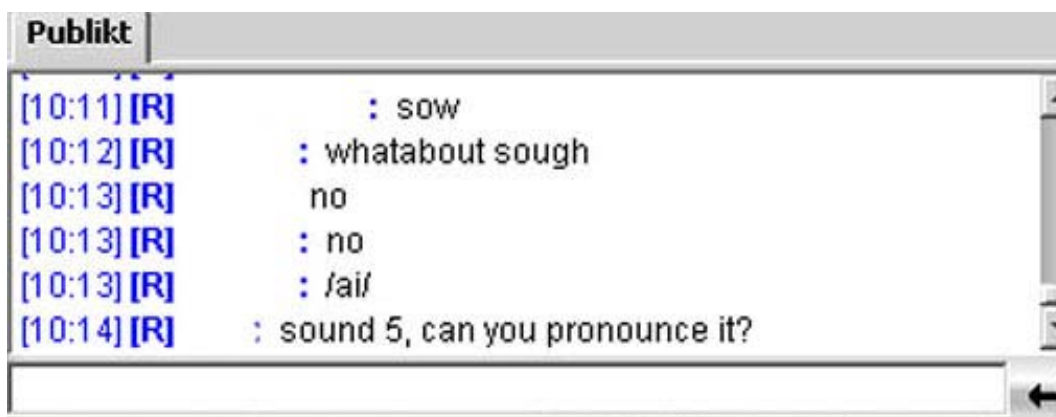 Publikt
[10:11] [R] : sow
[10:12] [R] : whatabout sough
[10:13] [R] no
[10:13] [R] : no
[10:13] [R] : /ai/
[10:14] [R] : sound 5, can you pronounce it?